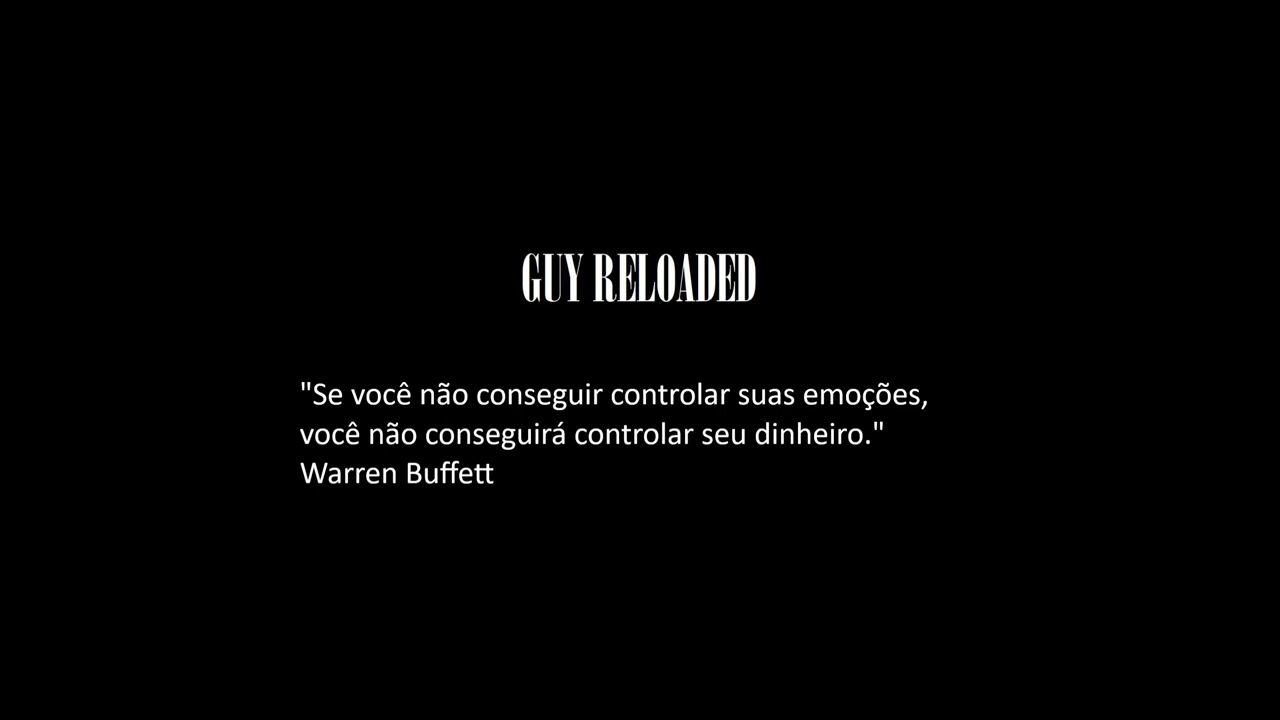 GUY RELOADED
"Se você não conseguir controlar suas emoções,
você não conseguirá controlar seu dinheiro."
Warren Buffett